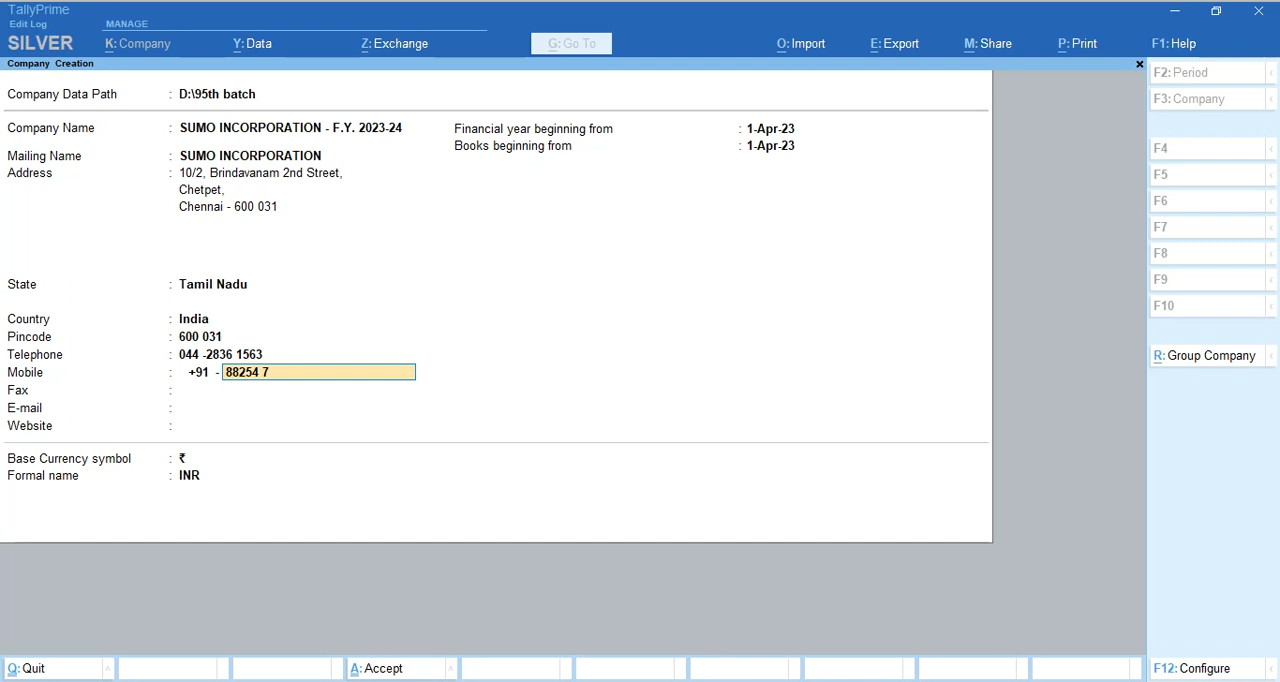 TallyPrime
Edit Log
SILVER
MANAGE
K: Company
Y: Data
Z: Exchange
G: Go To
O: Import
E: Export
M: Share
P: Print
F1: Help
Company Creation
Company Data Path : D:\95th batch
Company Name : SUMO INCORPORATION - F.Y. 2023-24
Financial year beginning from : 1-Apr-23
Books beginning from : 1-Apr-23
Mailing Name : SUMO INCORPORATION
Address : 10/2, Brindavanam 2nd Street,
Chetpet,
Chennai - 600 031
State : Tamil Nadu
Country : India
Pincode : 600 031
Telephone : 044 -2836 1563
Mobile : +91 - 88254 7
Fax :
E-mail :
Website :
Base Currency symbol : ₹
Formal name : INR
F2: Period
F3: Company
F4
F5
F6
F7
F8
F9
F10
R: Group Company
Q: Quit
A: Accept
F12: Configure